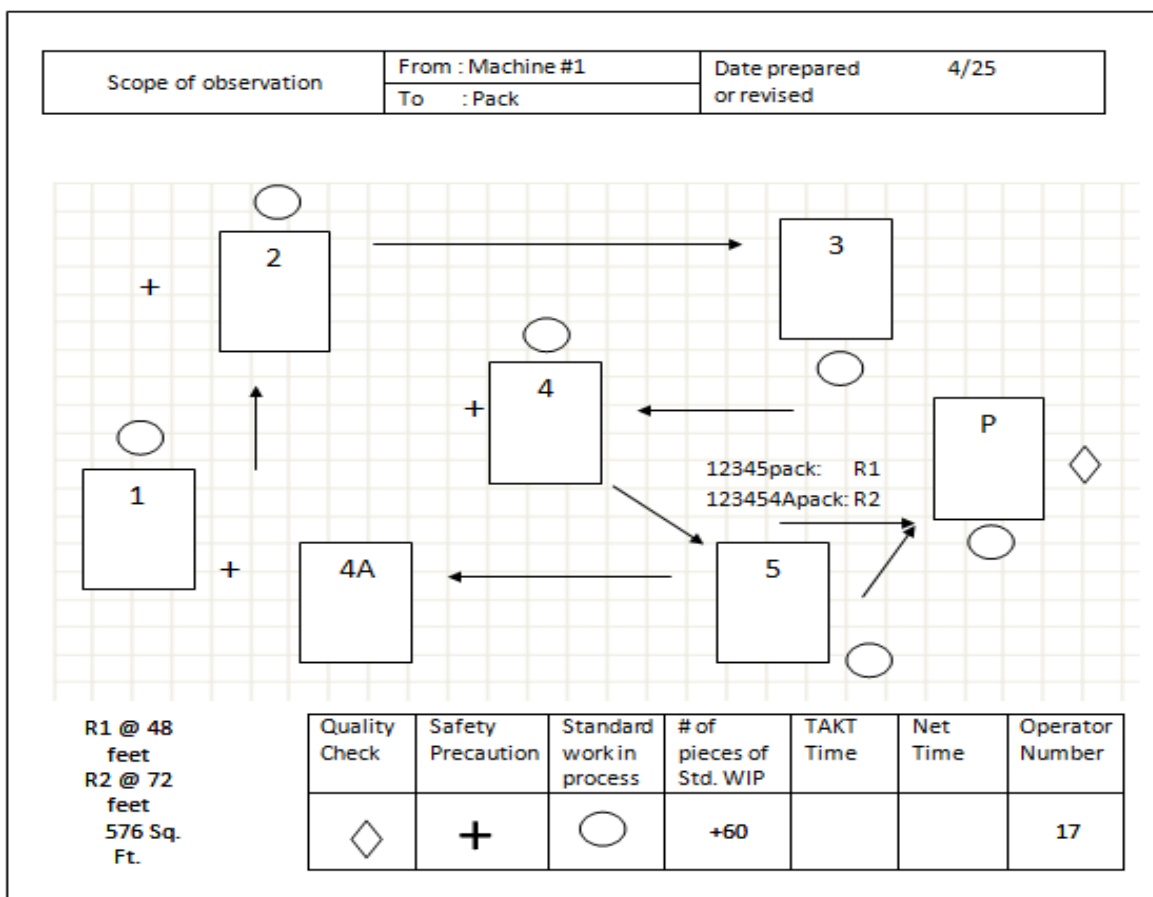 Scope of observation
From : Machine #1
To : Pack
Date prepared 4/25
or revised
2
3
4
P
12345pack: R1
123454Apack: R2
1
4A
5
R1 @ 48
feet
R2 @ 72
feet
576 Sq.
Ft.
Quality
Check
Safety
Precaution
Standard
work in
process
# of
pieces of
Std. WIP
TAKT
Time
Net
Time
Operator
Number
+60
17